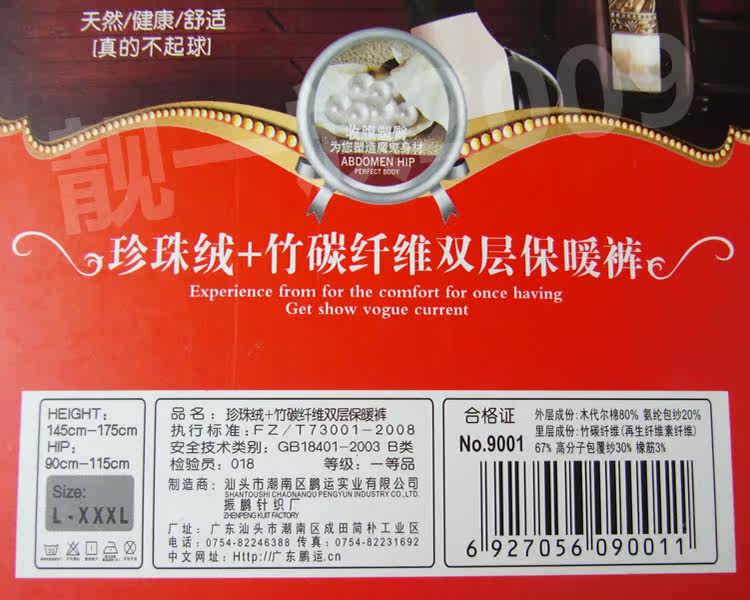 天然/健康/舒适
[真的不起球]
收腹塑臀
为您塑造魔鬼身材
ABDOMEN HIP
PERFECT BODY
珍珠绒+竹碳纤维双层保暖裤
Experience from for the comfort for once having
Get show vogue current
HEIGHT:
145cm-175cm
HIP:
90cm-115cm
Size:
L-XXXL
品名: 珍珠绒+竹碳纤维双层保暖裤
执行标准: FZ/T73001-2008
安全技术类别: GB18401-2003 B类
检验员: 018 等级: 一等品
制造商: 汕头市潮南区鹏运实业有限公司
SHANTOUSHI CHAONANQU PENGYUN INDUSTRY CO.,LTD.
振鹏针织厂
ZHENPENG KUIT FACTORY
厂址: 广东汕头市潮南区成田简朴工业区
电话: 0754-82246388 传真: 0754-82231692
中文网址: Http://广东鹏运.cn
合格证
No.9001
外层成份: 木代尔棉80% 氨纶包纱20%
里层成份: 竹碳纤维(再生纤维素纤维)
67% 高分子包覆纱30% 橡筋3%
6 927056 090011